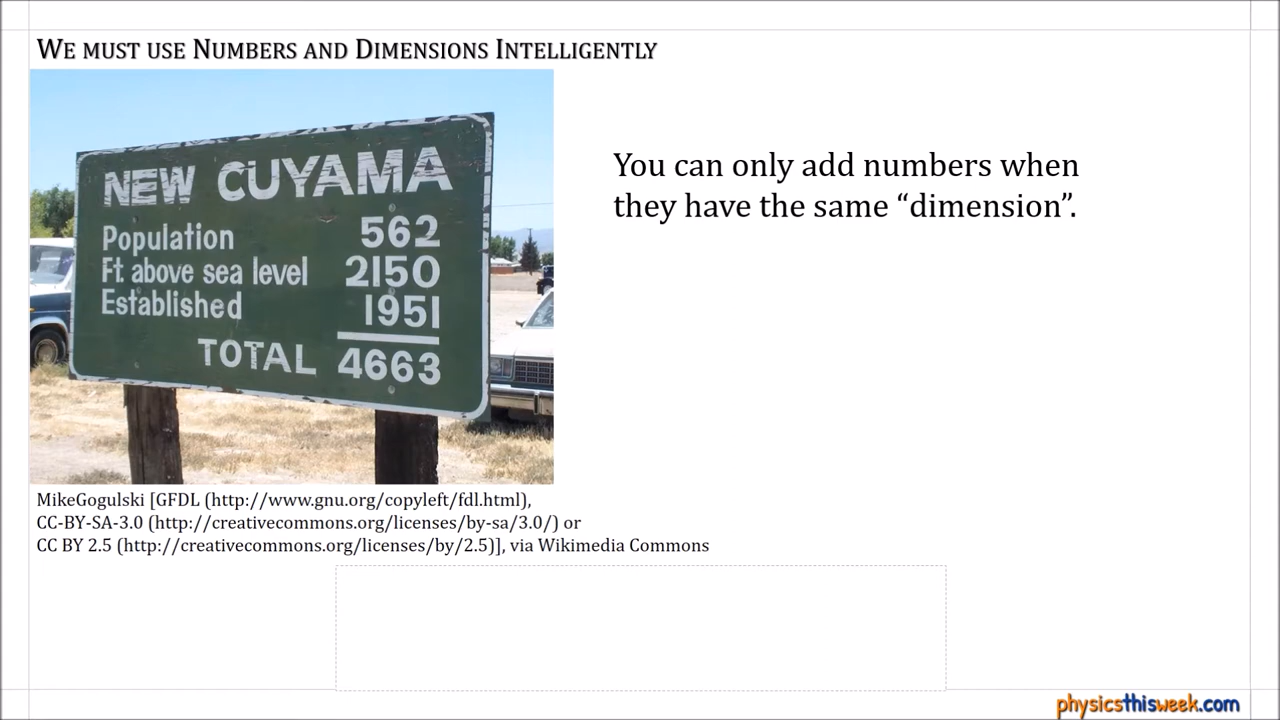 We must use Numbers and Dimensions Intelligently
NEW CUYAMA
Population 562
Ft. above sea level 2150
Established 1951
TOTAL 4663
You can only add numbers when
they have the same “dimension”.
MikeGogulski [GFDL (http://www.gnu.org/copyleft/fdl.html),
CC-BY-SA-3.0 (http://creativecommons.org/licenses/by-sa/3.0/) or
CC BY 2.5 (http://creativecommons.org/licenses/by/2.5)], via Wikimedia Commons
physicsthisweek.com